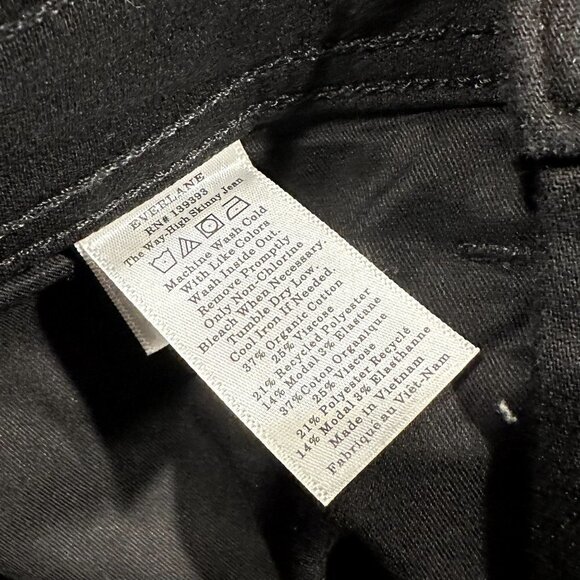 EVERLANE
RN# 139393
The Way-High Skinny Jean
Machine Wash Cold
With Like Colors
Wash Inside Out.
Remove Promptly
Only Non-Chlorine
Bleach When Necessary.
Tumble Dry Low.
Cool Iron If Needed.
37% Organic Cotton
25% Viscose
21% Recycled Polyester
14% Modal 3% Elastane
37% Coton Organique
25% Viscose
21% Polyester Recyclé
14% Modal 3% Elasthanne
Made in Vietnam
Fabriqué au Viêt-Nam